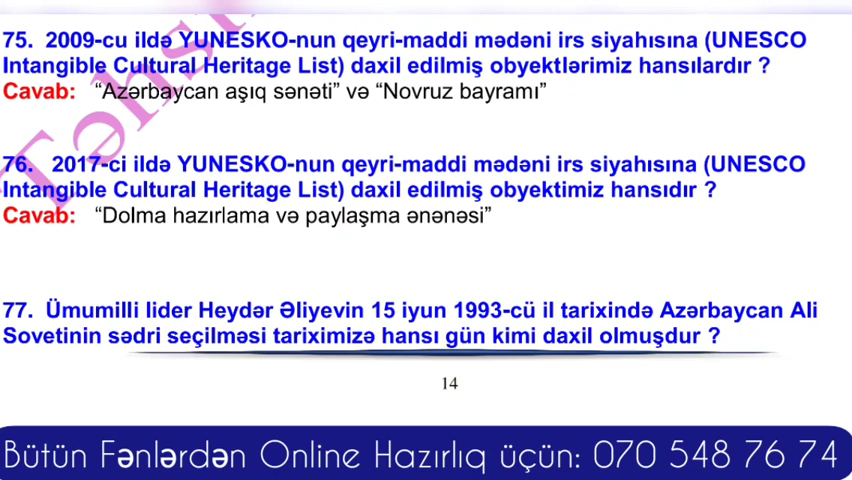 75. 2009-cu ildə YUNESKO-nun qeyri-maddi mədəni irs siyahısına (UNESCO
Intangible Cultural Heritage List) daxil edilmiş obyektlərimiz hansılardır ?
Cavab: “Azərbaycan aşıq sənəti” və “Novruz bayramı”
76. 2017-ci ildə YUNESKO-nun qeyri-maddi mədəni irs siyahısına (UNESCO
Intangible Cultural Heritage List) daxil edilmiş obyektimiz hansıdır ?
Cavab: “Dolma hazırlama və paylaşma ənənəsi”
77. Ümumilli lider Heydər Əliyevin 15 iyun 1993-cü il tarixində Azərbaycan Ali
Sovetinin sədri seçilməsi tariximizə hansı gün kimi daxil olmuşdur ?
14
Bütün Fənlərdən Online Hazırlıq üçün: 070 548 76 74